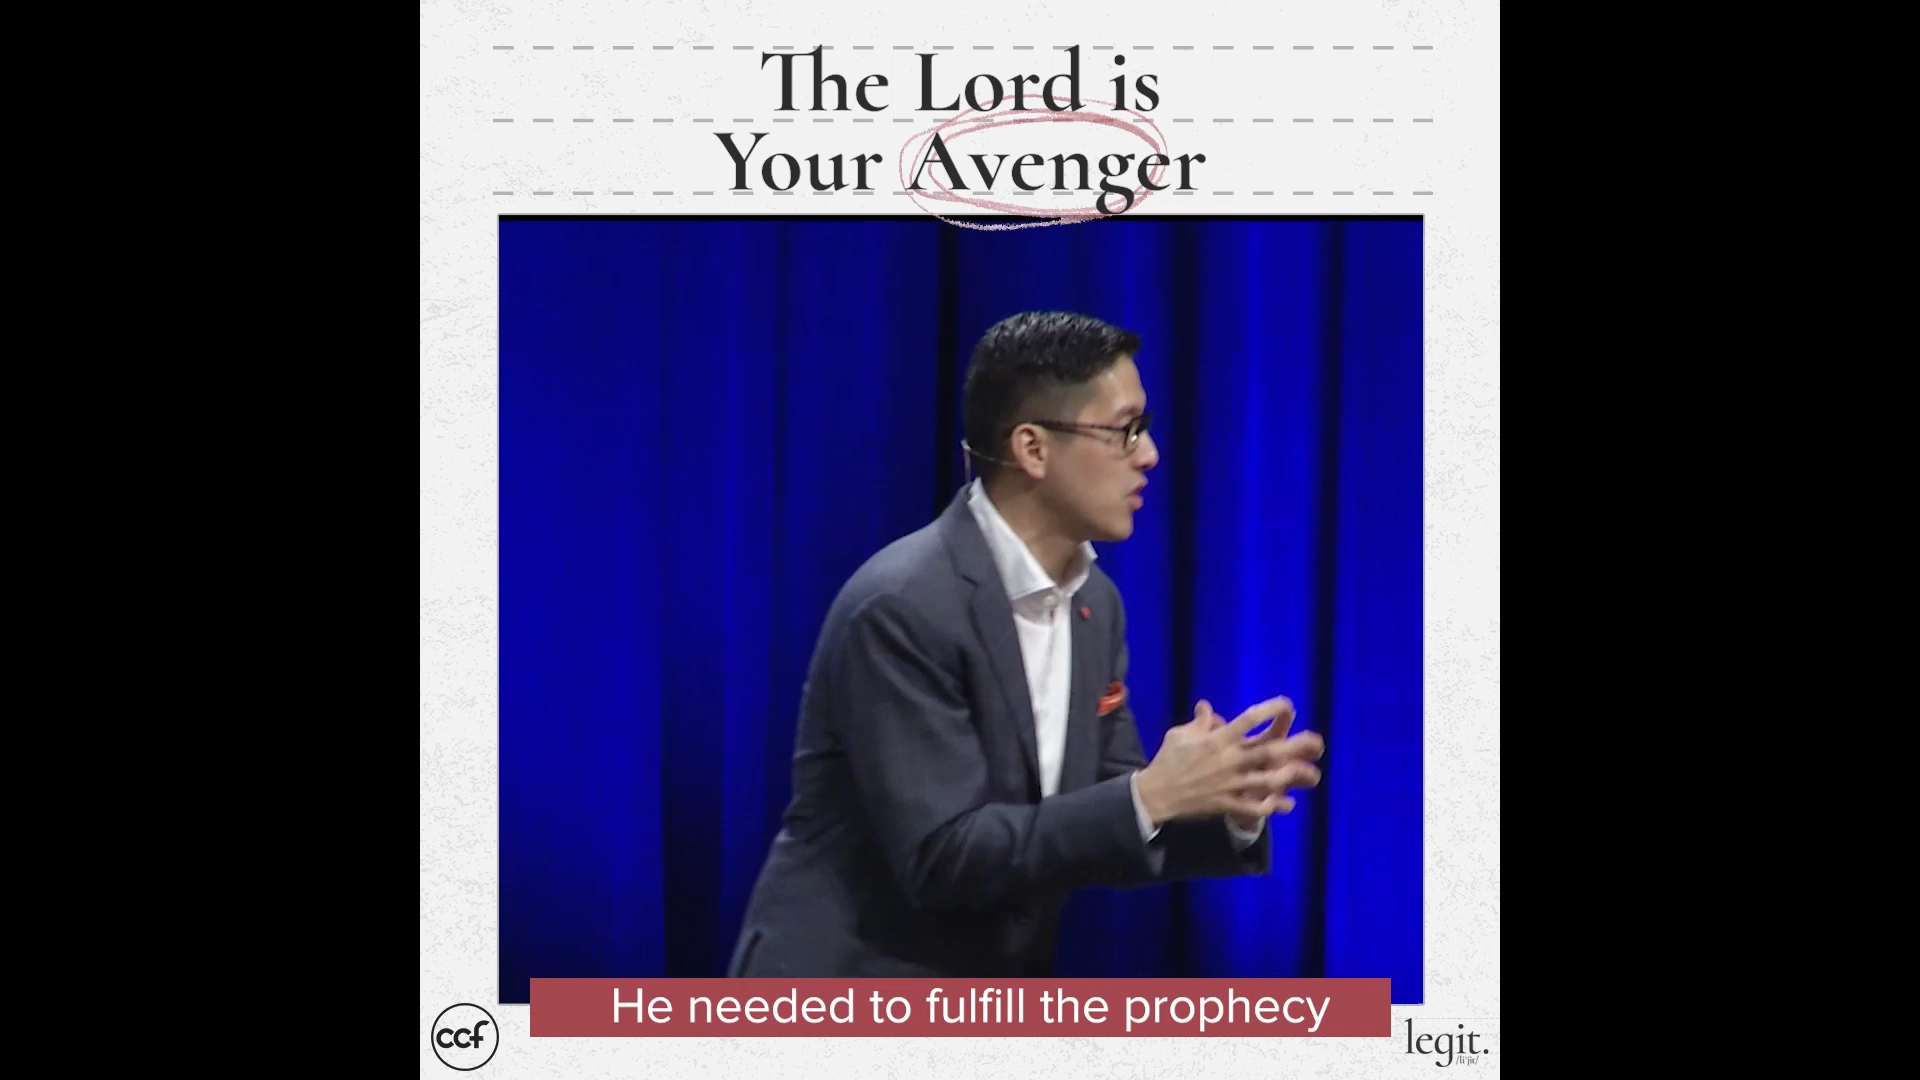 The Lord is
Your Avenger
He needed to fulfill the prophecy
ccf
legit.